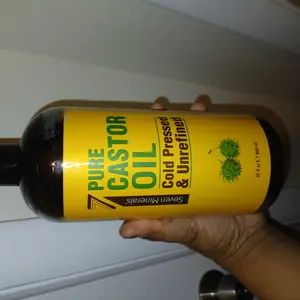 7
PURE
CASTOR
OIL
Cold Pressed
& Unrefined
Seven Minerals